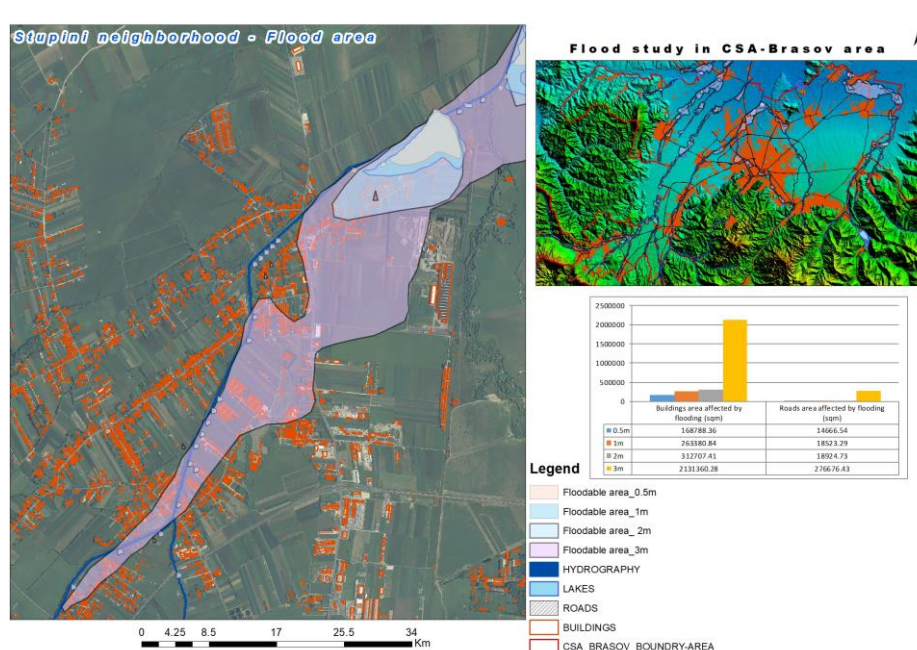 Stupini neighborhood - Flood area
Flood study in CSA-Brasov area
2500000
2000000
1500000
1000000
500000
0
Buildings area affected by flooding (sqm) Roads area affected by flooding (sqm)
0.5m 168788.36 14666.54
1m 263380.84 18523.29
2m 312707.41 18924.73
3m 2131360.28 276676.43
Legend
Floodable area_0.5m
Floodable area_1m
Floodable area_ 2m
Floodable area_3m
HYDROGRAPHY
LAKES
ROADS
BUILDINGS
CSA_BRASOV_BOUNDRY-AREA
0 4.25 8.5 17 25.5 34
Km